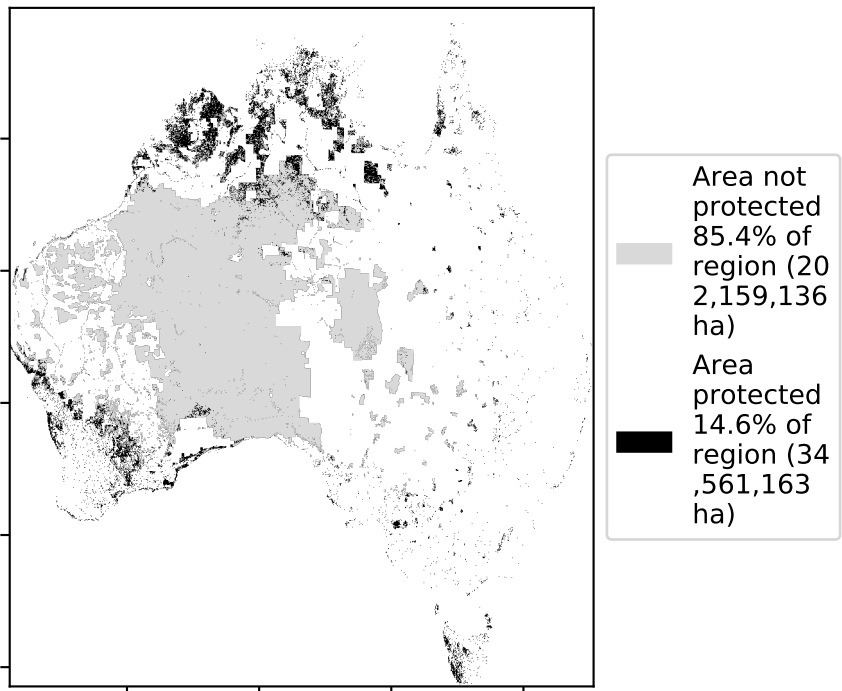 Area not
protected
85.4% of
region (20
2,159,136
ha)
Area
protected
14.6% of
region (34
,561,163
ha)